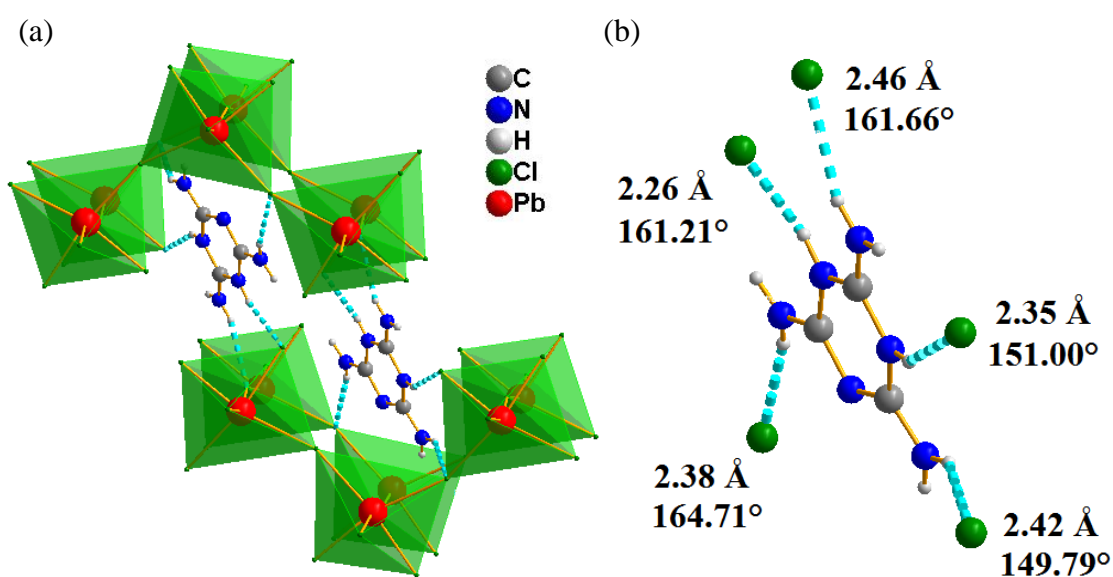 (a)
(b)
C
N
H
Cl
Pb
2.46 Å
161.66°
2.26 Å
161.21°
2.35 Å
151.00°
2.38 Å
164.71°
2.42 Å
149.79°